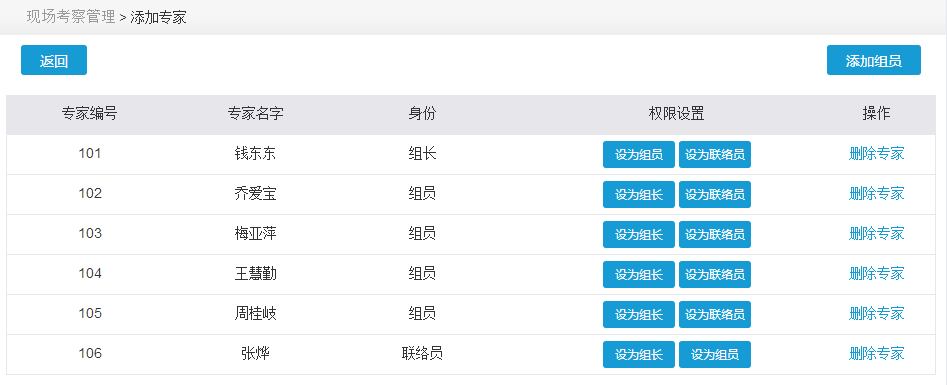 现场考察管理 > 添加专家
返回 添加组员
专家编号 专家名字 身份 权限设置 操作
101 钱东东 组长 设为组员 设为联络员 删除专家
102 乔爱宝 组员 设为组长 设为联络员 删除专家
103 梅亚萍 组员 设为组长 设为联络员 删除专家
104 王慧勤 组员 设为组长 设为联络员 删除专家
105 周桂岐 组员 设为组长 设为联络员 删除专家
106 张烨 联络员 设为组长 设为组员 删除专家